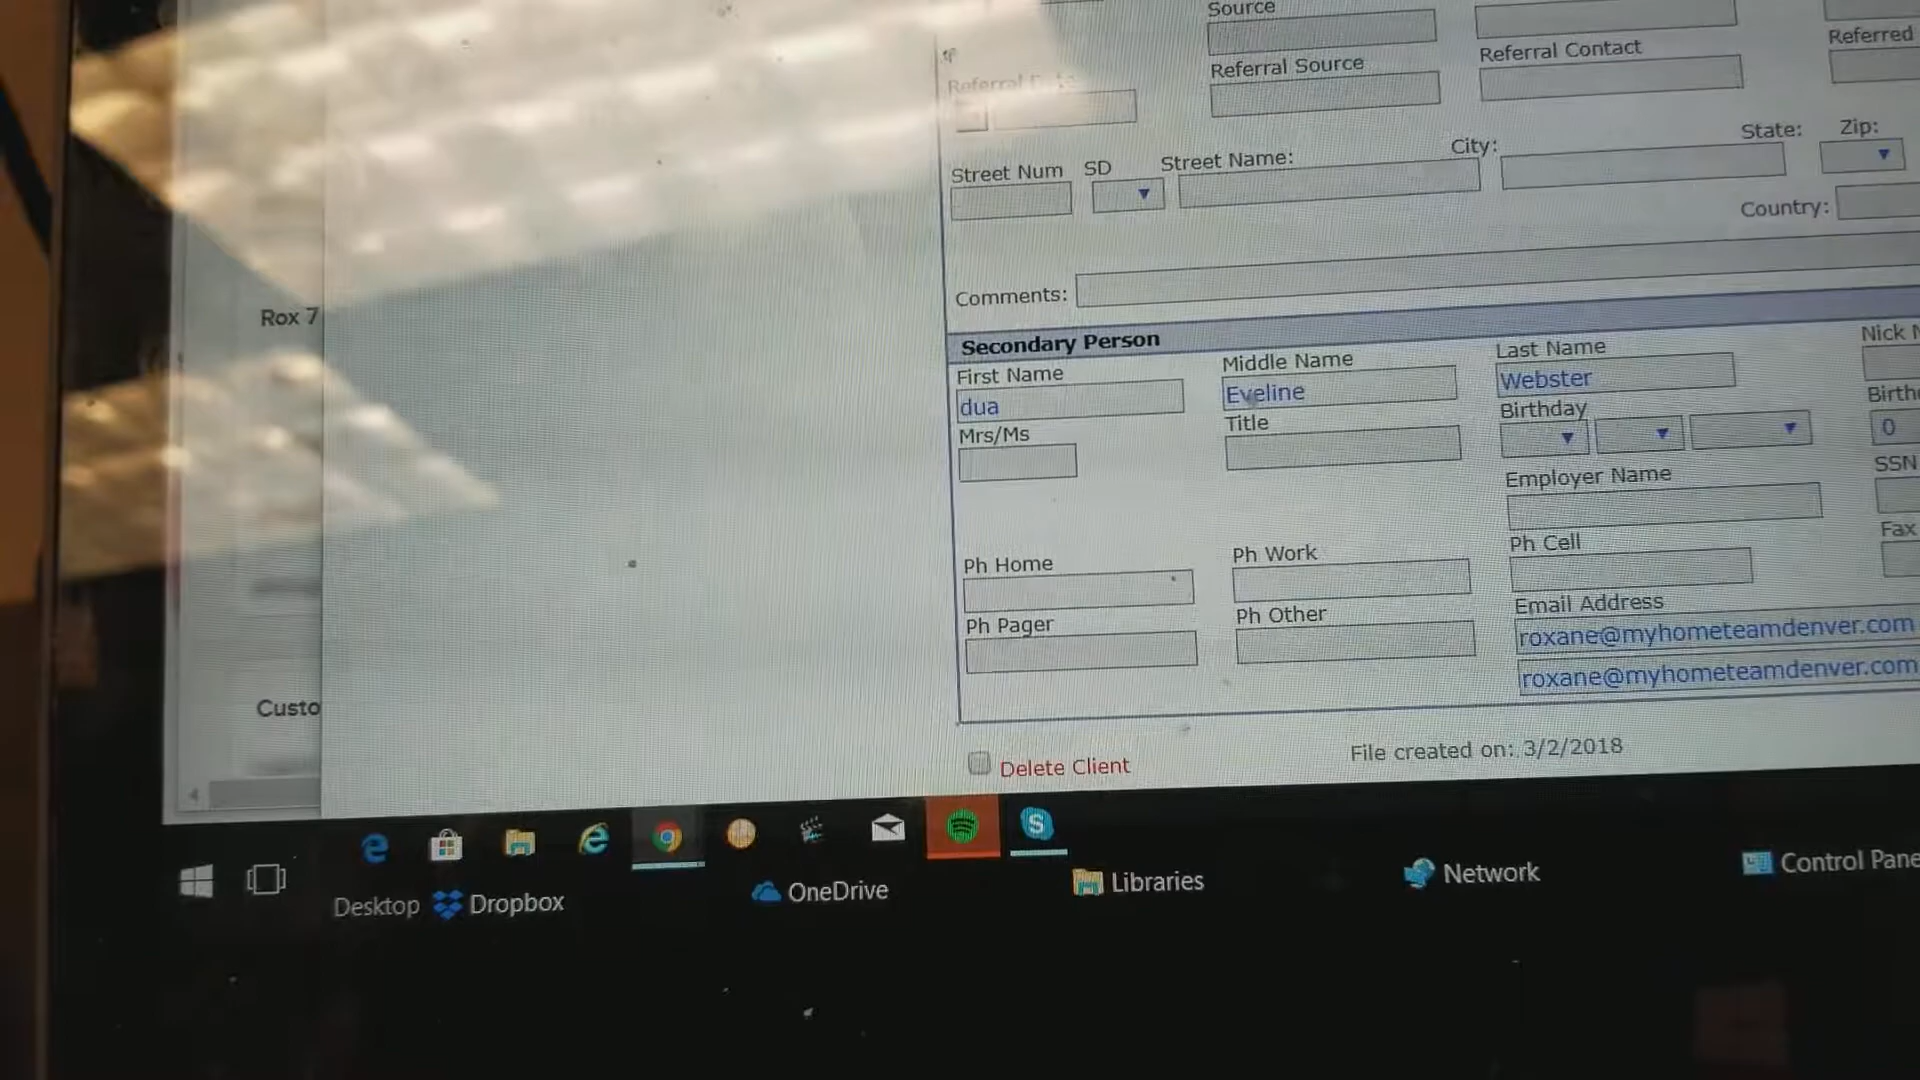 Source
Referral Source
Referral Contact
Referred
Street Num
SD
Street Name:
City:
State:
Zip:
Country:
Comments:
Rox 7
Secondary Person
First Name
Middle Name
Last Name
dua
Eveline
Webster
Mrs/Ms
Title
Birthday
0
Employer Name
SSN
Ph Home
Ph Work
Ph Cell
Fax
Ph Pager
Ph Other
Email Address
roxane@myhometeamdenver.com
roxane@myhometeamdenver.com
Custo
Delete Client
File created on: 3/2/2018
Desktop
Dropbox
OneDrive
Libraries
Network
Control Pane